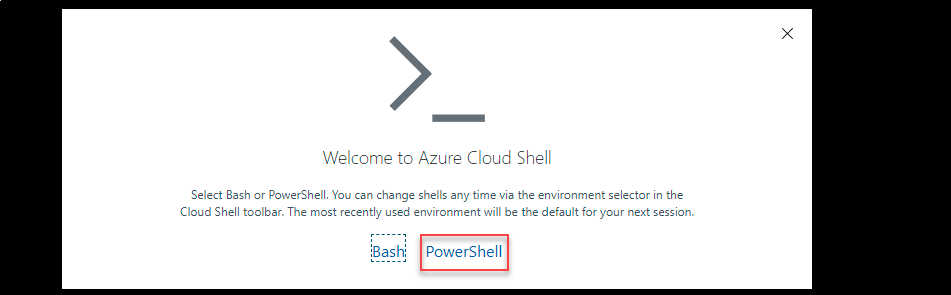 Welcome to Azure Cloud Shell
Select Bash or PowerShell. You can change shells any time via the environment selector in the
Cloud Shell toolbar. The most recently used environment will be the default for your next session.
Bash PowerShell